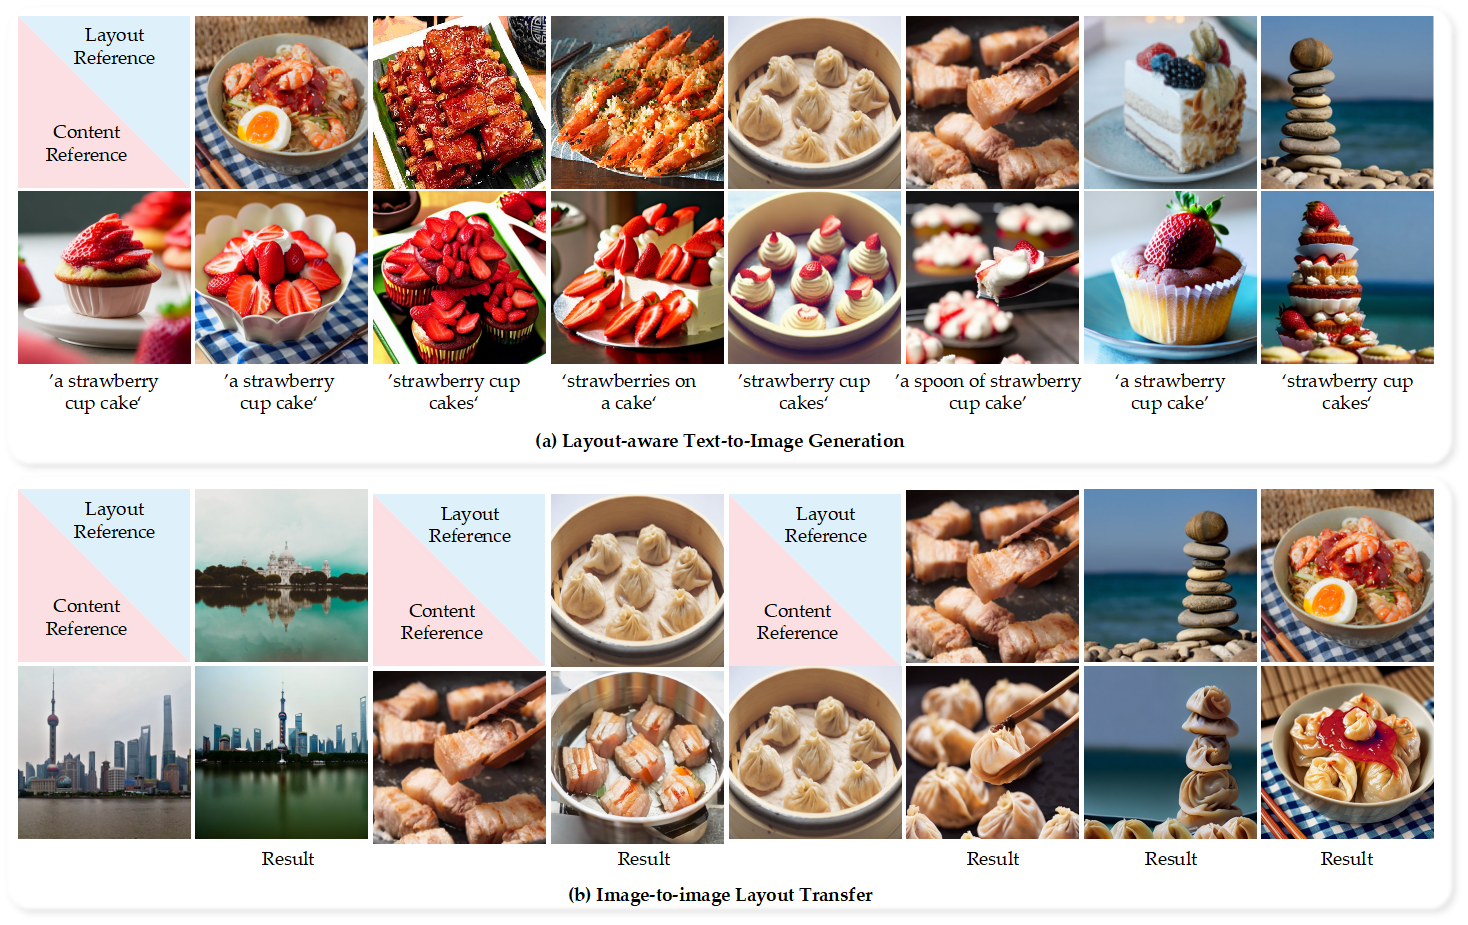 Layout
Reference
Content
Reference
’a strawberry
cup cake‘
’a strawberry
cup cake‘
’strawberry cup
cakes‘
‘strawberries on
a cake‘
’strawberry cup
cakes‘
’a spoon of strawberry
cup cake’
‘a strawberry
cup cake’
‘strawberry cup
cakes‘
(a) Layout-aware Text-to-Image Generation
Layout
Reference
Content
Reference
Layout
Reference
Content
Reference
Layout
Reference
Content
Reference
Result
Result
Result
Result
Result
(b) Image-to-image Layout Transfer